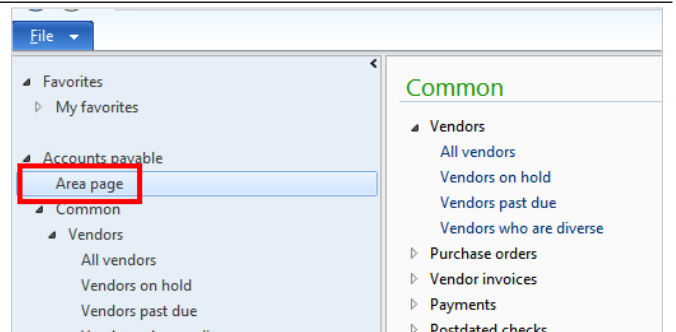 File
Favorites
My favorites
Accounts payable
Area page
Common
Vendors
All vendors
Vendors on hold
Vendors past due
Common
Vendors
All vendors
Vendors on hold
Vendors past due
Vendors who are diverse
Purchase orders
Vendor invoices
Payments
Postdated checks